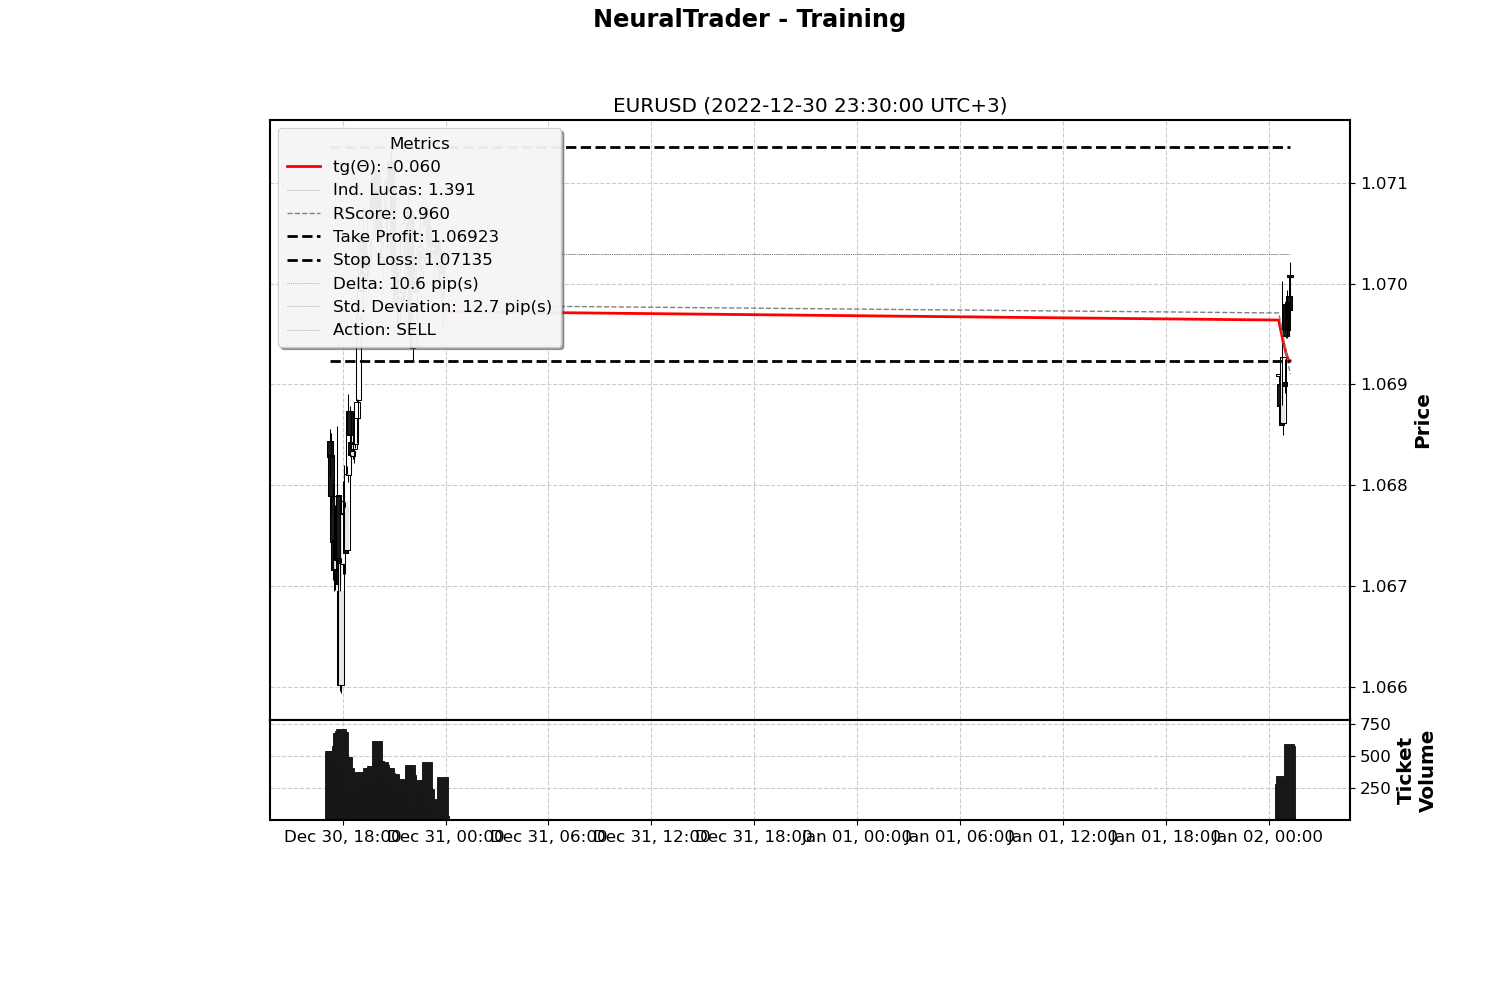 NeuralTrader - Training
EURUSD (2022-12-30 23:30:00 UTC+3)
Metrics
tg(Θ): -0.060
Ind. Lucas: 1.391
RScore: 0.960
Take Profit: 1.06923
Stop Loss: 1.07135
Delta: 10.6 pip(s)
Std. Deviation: 12.7 pip(s)
Action: SELL
1.071
1.070
1.069
1.068
1.067
1.066
Price
750
500
250
Ticket
Volume
Dec 30, 18:00
Dec 31, 00:00
Dec 31, 06:00
Dec 31, 12:00
Dec 31, 18:00
Jan 01, 00:00
Jan 01, 06:00
Jan 01, 12:00
Jan 01, 18:00
Jan 02, 00:00